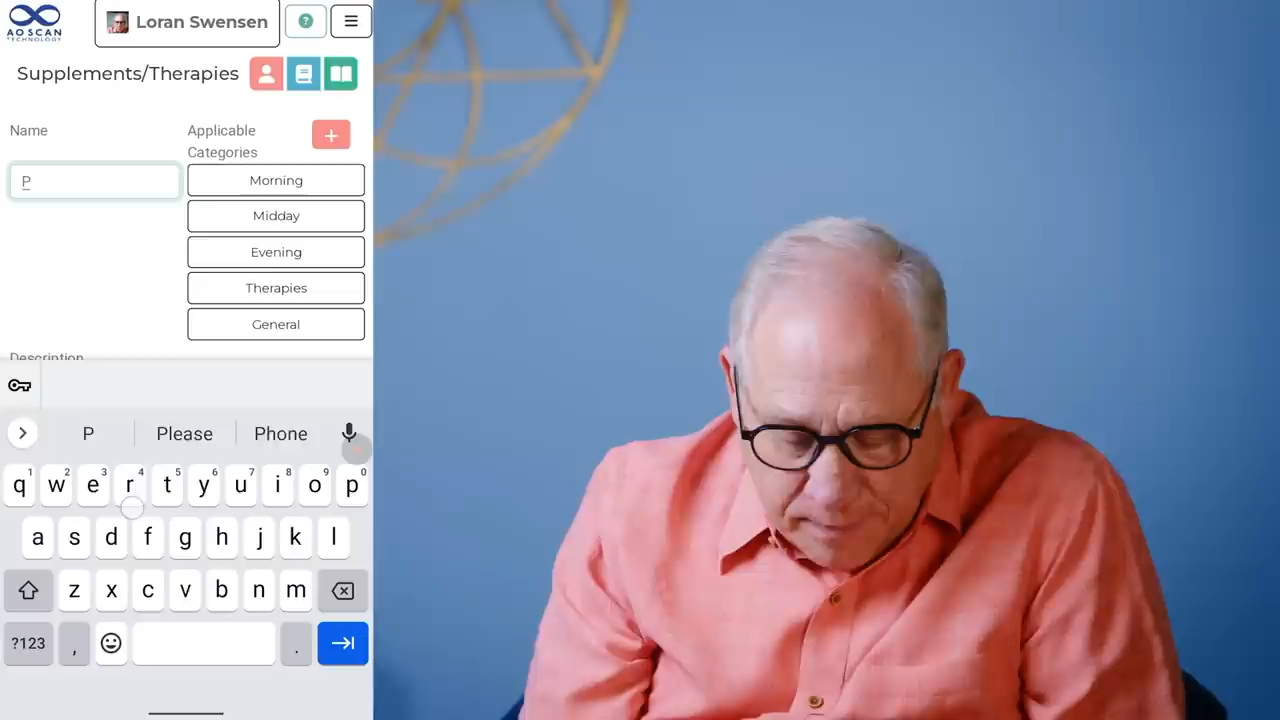 AO SCAN
TECHNOLOGY
Loran Swensen
?
Supplements/Therapies
Name
Applicable
Categories
+
P
Morning
Midday
Evening
Therapies
General
Description
P Please Phone
1 2 3 4 5 6 7 8 9 0
q w e r t y u i o p
a s d f g h j k l
z x c v b n m
?123 , .